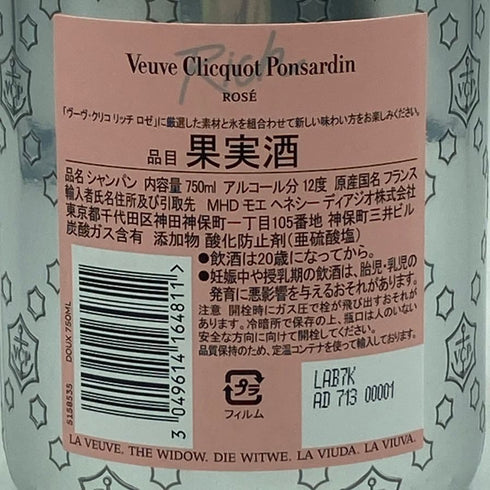 Rich
Veuve Clicquot Ponsardin
ROSÉ
「ヴーヴ・クリコ リッチ ロゼ」に厳選した素材と氷を組合わせて新しい味わい方をお楽しみください。
品目 果実酒
品名 シャンパン 内容量 750ml アルコール分 12度 原産国名 フランス
輸入者氏名住所及び引取先 MHD モエ ヘネシー ディアジオ株式会社
東京都千代田区神田神保町一丁目105番地 神保町三井ビル
炭酸ガス含有 添加物 酸化防止剤(亜硫酸塩)
●飲酒は20歳になってから。
●妊娠中や授乳期の飲酒は、胎児・乳児の
発育に悪影響を与えるおそれがあります。
注意 開栓時にガス圧で栓が飛び出すおそれが
あります。冷暗所で保存の上、瓶口は人のいない
安全な方向に向けて開栓してください。
品質保持のため、定温コンテナを使って輸入しております。
5158535 DOUX 750ML
3 049614 164811 >
プラ
フィルム
LAB7K
AD 713 00001
LA VEUVE. THE WIDOW. DIE WITWE. LA VIUDA. LA VIUVA.
VCP
VCP
VCP
VCP